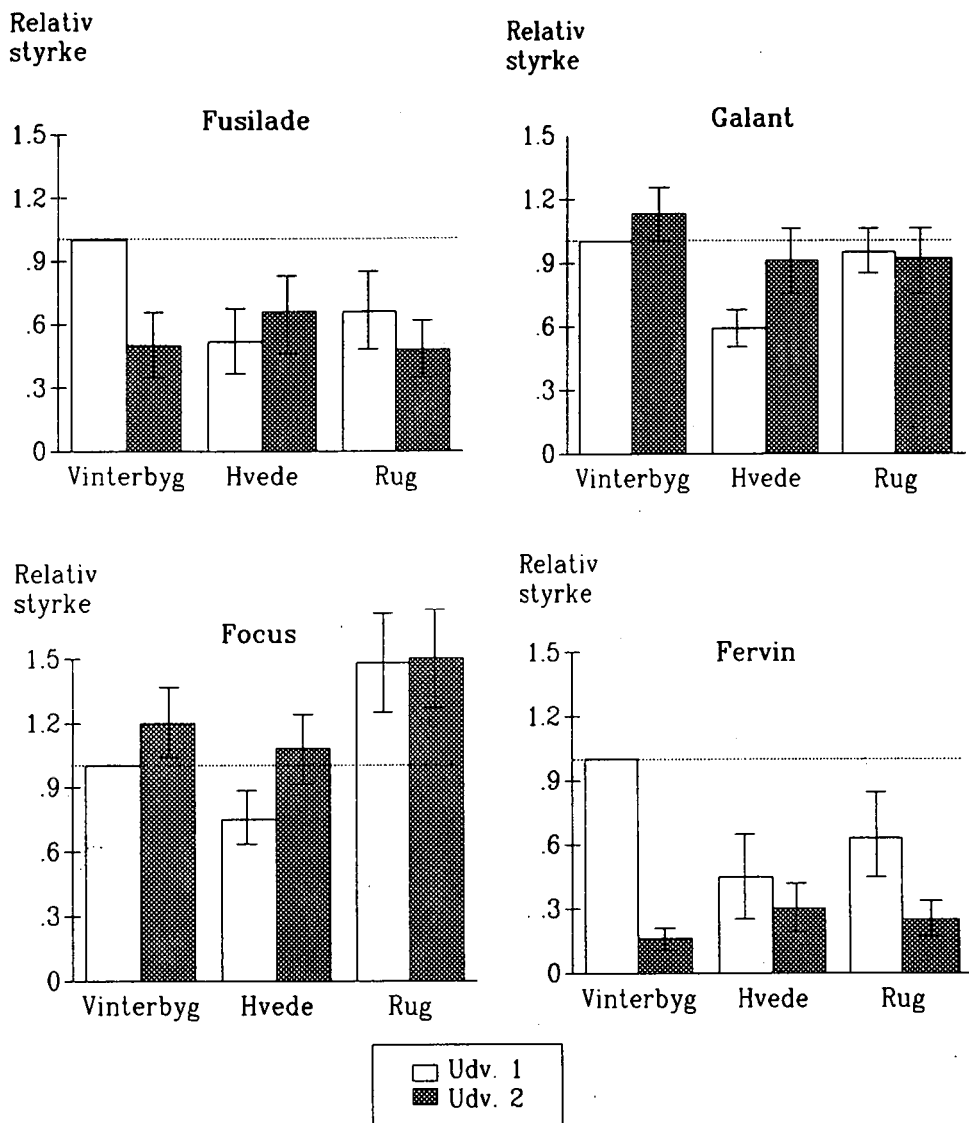 Relativ
styrke
Fusilade
1.5
1.2
.9
.6
.3
0
Vinterbyg Hvede Rug
Relativ
styrke
Galant
1.5
1.2
.9
.6
.3
0
Vinterbyg Hvede Rug
Relativ
styrke
Focus
1.5
1.2
.9
.6
.3
0
Vinterbyg Hvede Rug
Relativ
styrke
Fervin
1.5
1.2
.9
.6
.3
0
Vinterbyg Hvede Rug
Udv. 1
Udv. 2